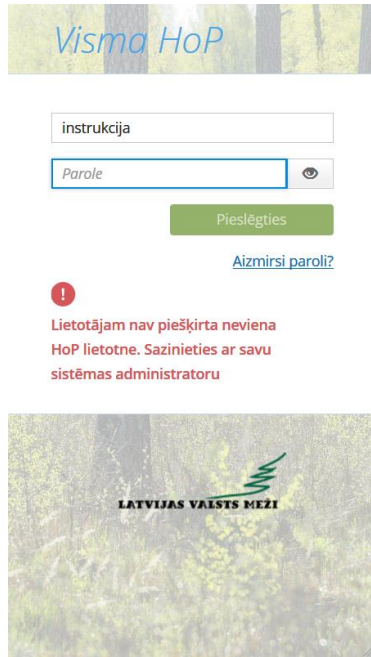 Visma HoP
instrukcija
Parole
Pieslēgties
Aizmirsi paroli?
!
Lietotājam nav piešķirta neviena
HoP lietotne. Sazinieties ar savu
sistēmas administratoru
LATVIJAS VALSTS MEŽI